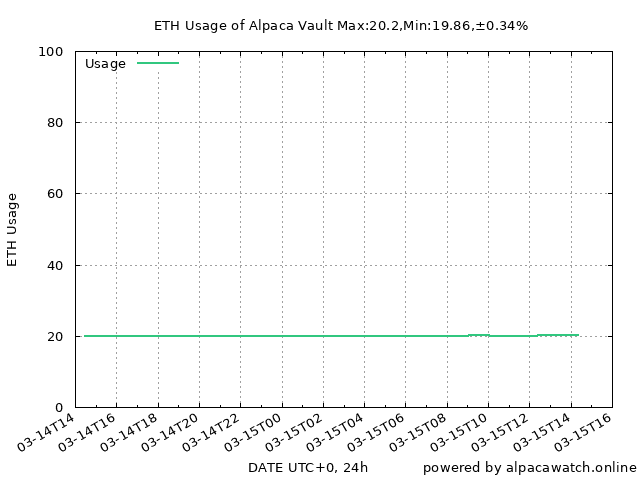 ETH Usage of Alpaca Vault Max:20.2,Min:19.86,±0.34%
100
Usage
80
60
ETH Usage
40
20
0
03-14T14 03-14T16 03-14T18 03-14T20 03-14T22 03-15T00 03-15T02 03-15T04 03-15T06 03-15T08 03-15T10 03-15T12 03-15T14 03-15T16
DATE UTC+0, 24h powered by alpacawatch.online